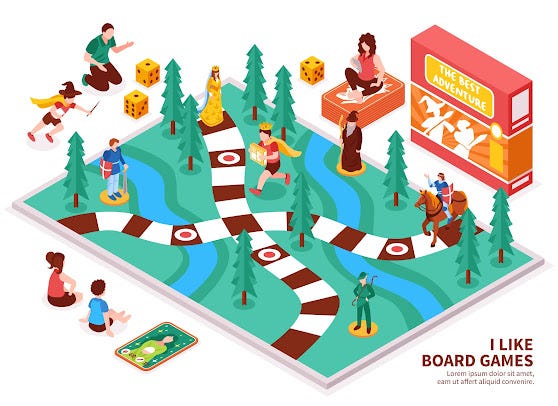 THE BEST
ADVENTURE
I LIKE
BOARD GAMES
Lorem ipsum dolor sit amet,
eam ut affert aliquid convenire.